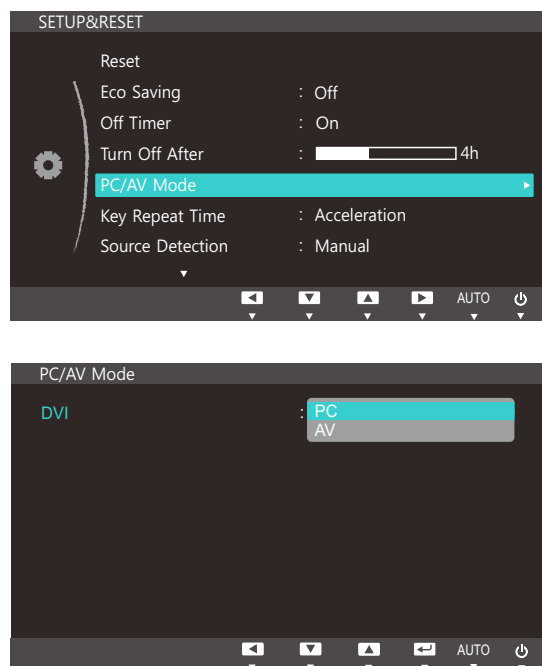 SETUP&RESET
Reset
Eco Saving : Off
Off Timer : On
Turn Off After : 4h
PC/AV Mode
Key Repeat Time : Acceleration
Source Detection : Manual
AUTO
PC/AV Mode
DVI : PC
AV
AUTO